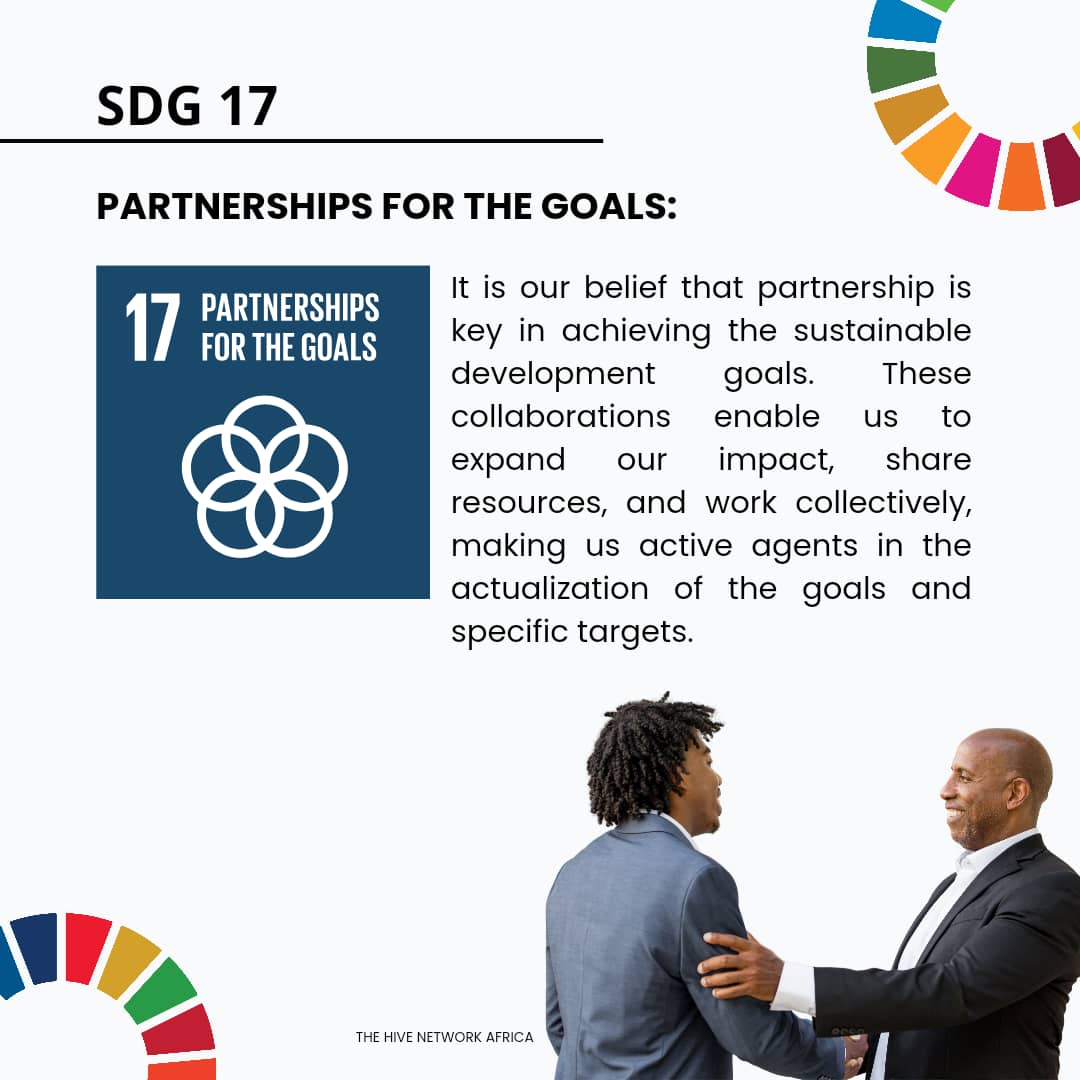 SDG 17
PARTNERSHIPS FOR THE GOALS:
17 PARTNERSHIPS
FOR THE GOALS
It is our belief that partnership is
key in achieving the sustainable
development goals. These
collaborations enable us to
expand our impact, share
resources, and work collectively,
making us active agents in the
actualization of the goals and
specific targets.
THE HIVE NETWORK AFRICA